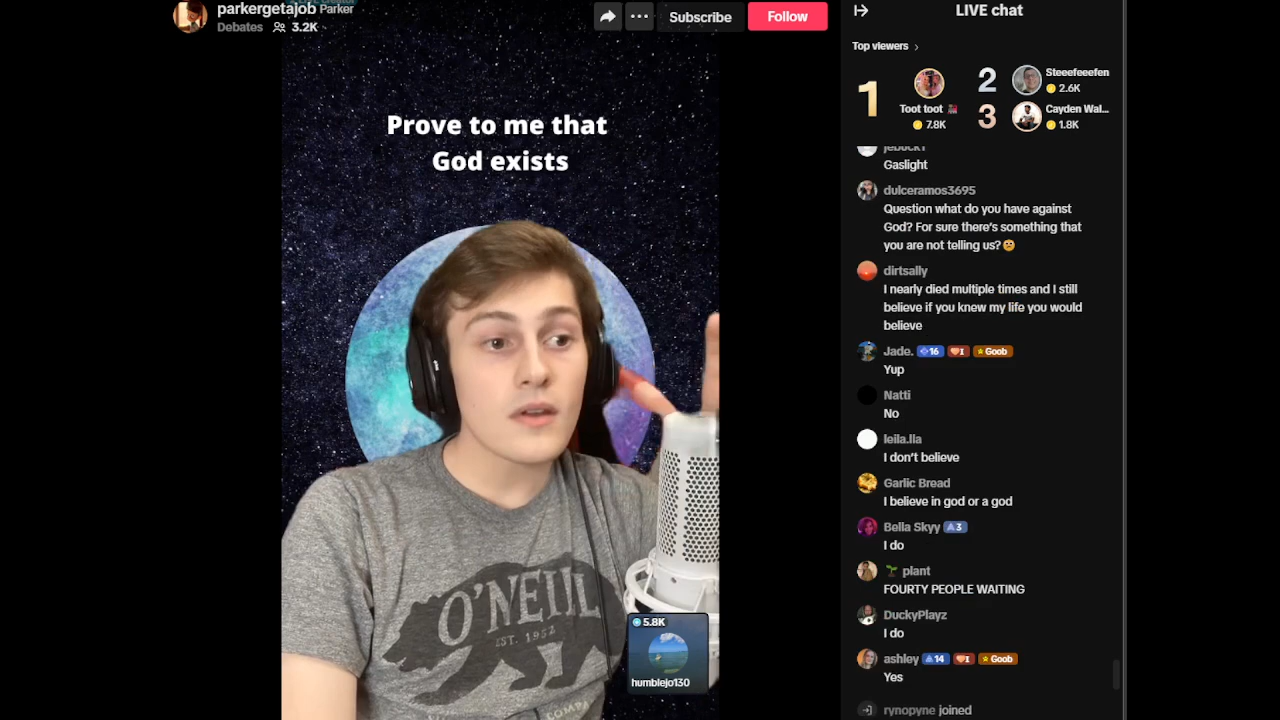 parkergetajob Parker
Debates 3.2K
Subscribe
Follow
Prove to me that
God exists
O'NEILL
EST. 1952
5.8K
humblejo130
LIVE chat
Top viewers
1
Toot toot
7.8K
2
Steeefeeefen
2.6K
3
Cayden Wal...
1.8K
Gaslight
dulceramos3695
Question what do you have against
God? For sure there's something that
you are not telling us?
dirtsally
I nearly died multiple times and I still
believe if you knew my life you would
believe
Jade. 16 I Goob
Yup
Natti
No
leila.lla
I don't believe
Garlic Bread
I believe in god or a god
Bella Skyy 3
I do
plant
FOURTY PEOPLE WAITING
DuckyPlayz
I do
ashley 14 I Goob
Yes
rynopyne joined